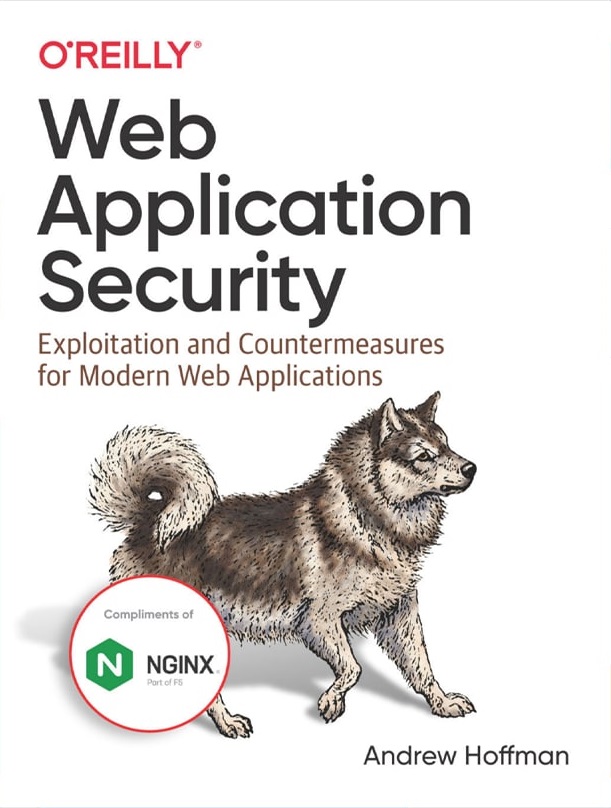 O'REILLY®
Web
Application
Security
Exploitation and Countermeasures
for Modern Web Applications
Compliments of
N
NGINX
Part of F5
Andrew Hoffman